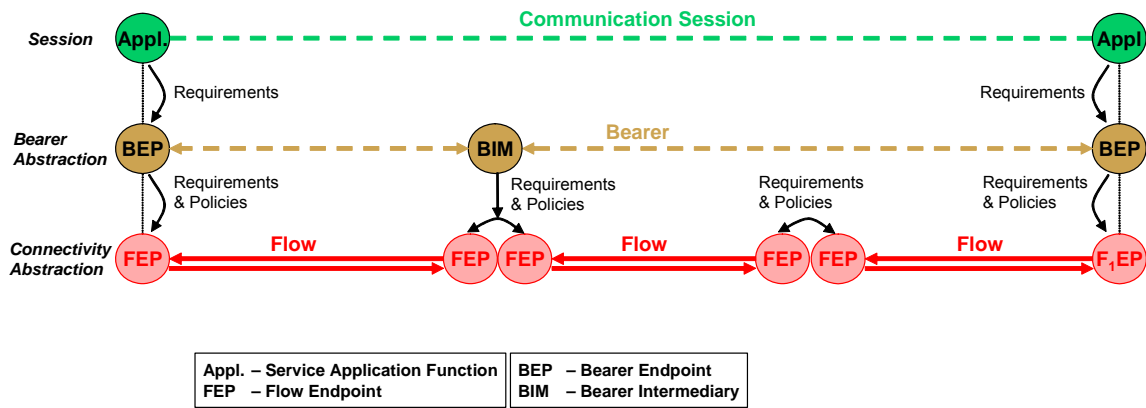 Communication Session
Session
Appl.
Appl
Requirements
Requirements
Bearer
Abstraction
BEP
BIM
Bearer
BEP
Requirements
& Policies
Requirements
& Policies
Requirements
& Policies
Requirements
& Policies
Connectivity
Abstraction
FEP
Flow
FEP
FEP
Flow
FEP
FEP
Flow
F₁EP
Appl. – Service Application Function
FEP – Flow Endpoint
BEP – Bearer Endpoint
BIM – Bearer Intermediary